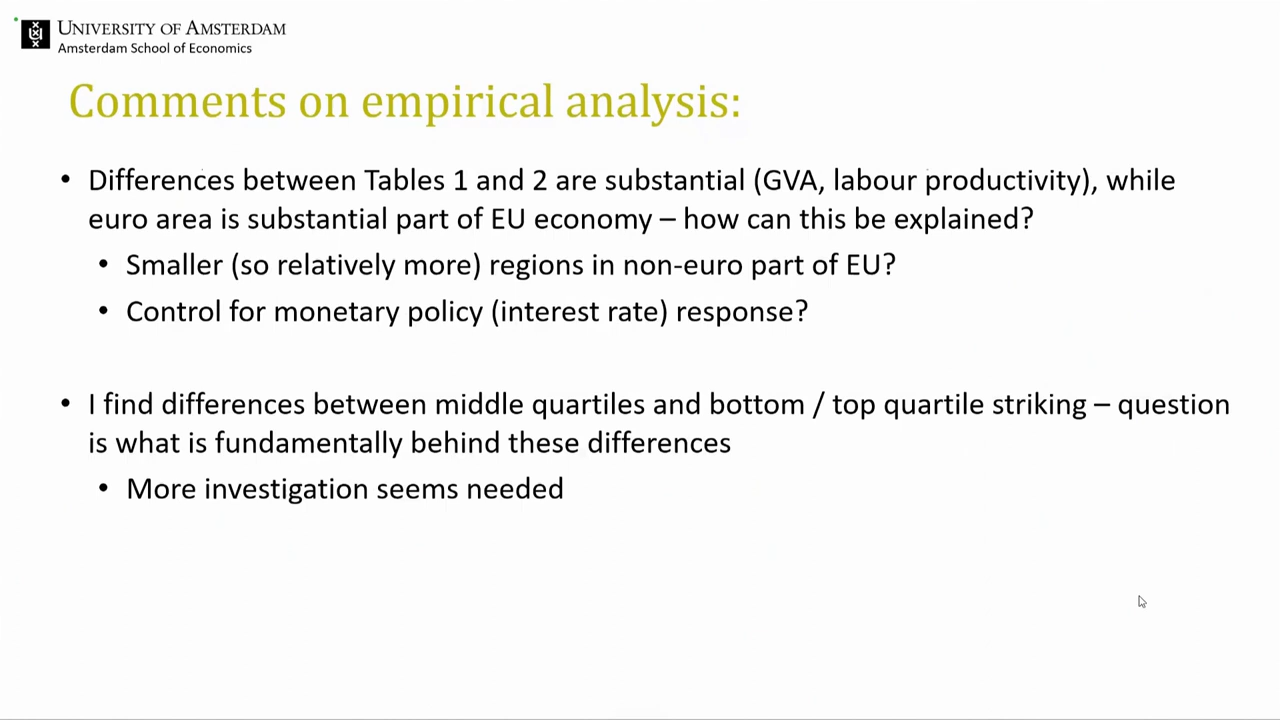 UNIVERSITY OF AMSTERDAM
Amsterdam School of Economics
Comments on empirical analysis:
• Differences between Tables 1 and 2 are substantial (GVA, labour productivity), while
euro area is substantial part of EU economy – how can this be explained?
• Smaller (so relatively more) regions in non-euro part of EU?
• Control for monetary policy (interest rate) response?
• I find differences between middle quartiles and bottom / top quartile striking – question
is what is fundamentally behind these differences
• More investigation seems needed